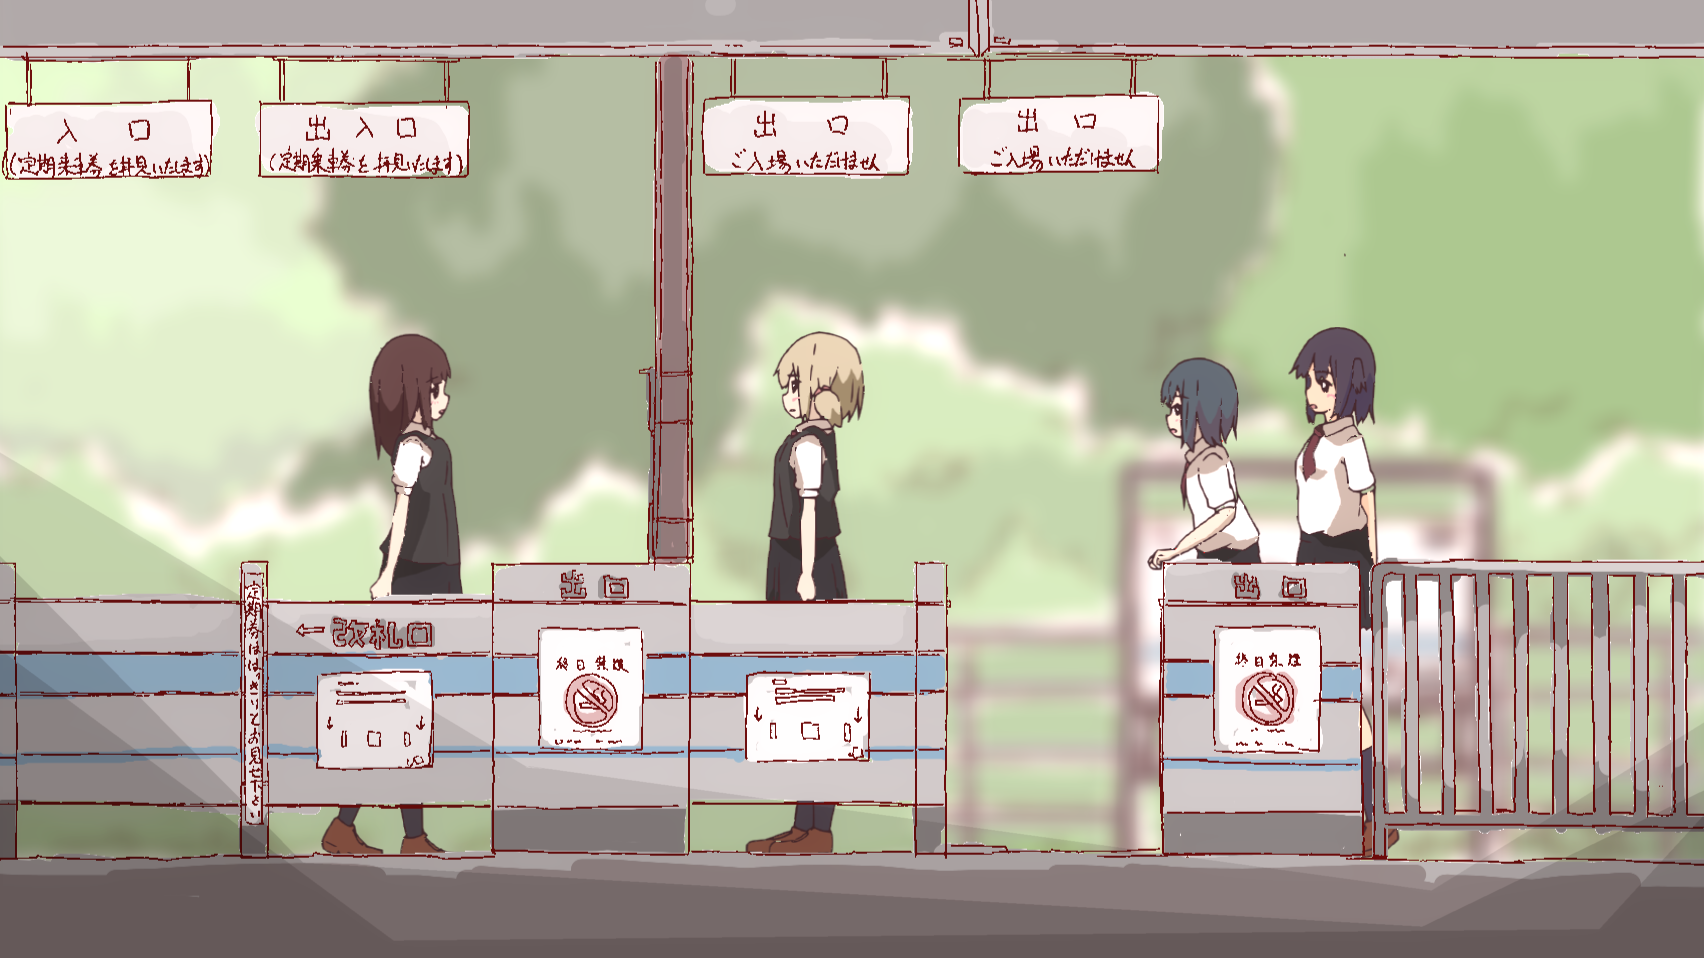 入口
(定期乗車券を拝見いたします)
出入口
(定期乗車券を拝見いたします)
出口
ご入場いただけません
出口
ご入場いただけません
定期券ははっきりとお見せ下さい
←改札口
出口
終日禁煙
出口
終日禁煙